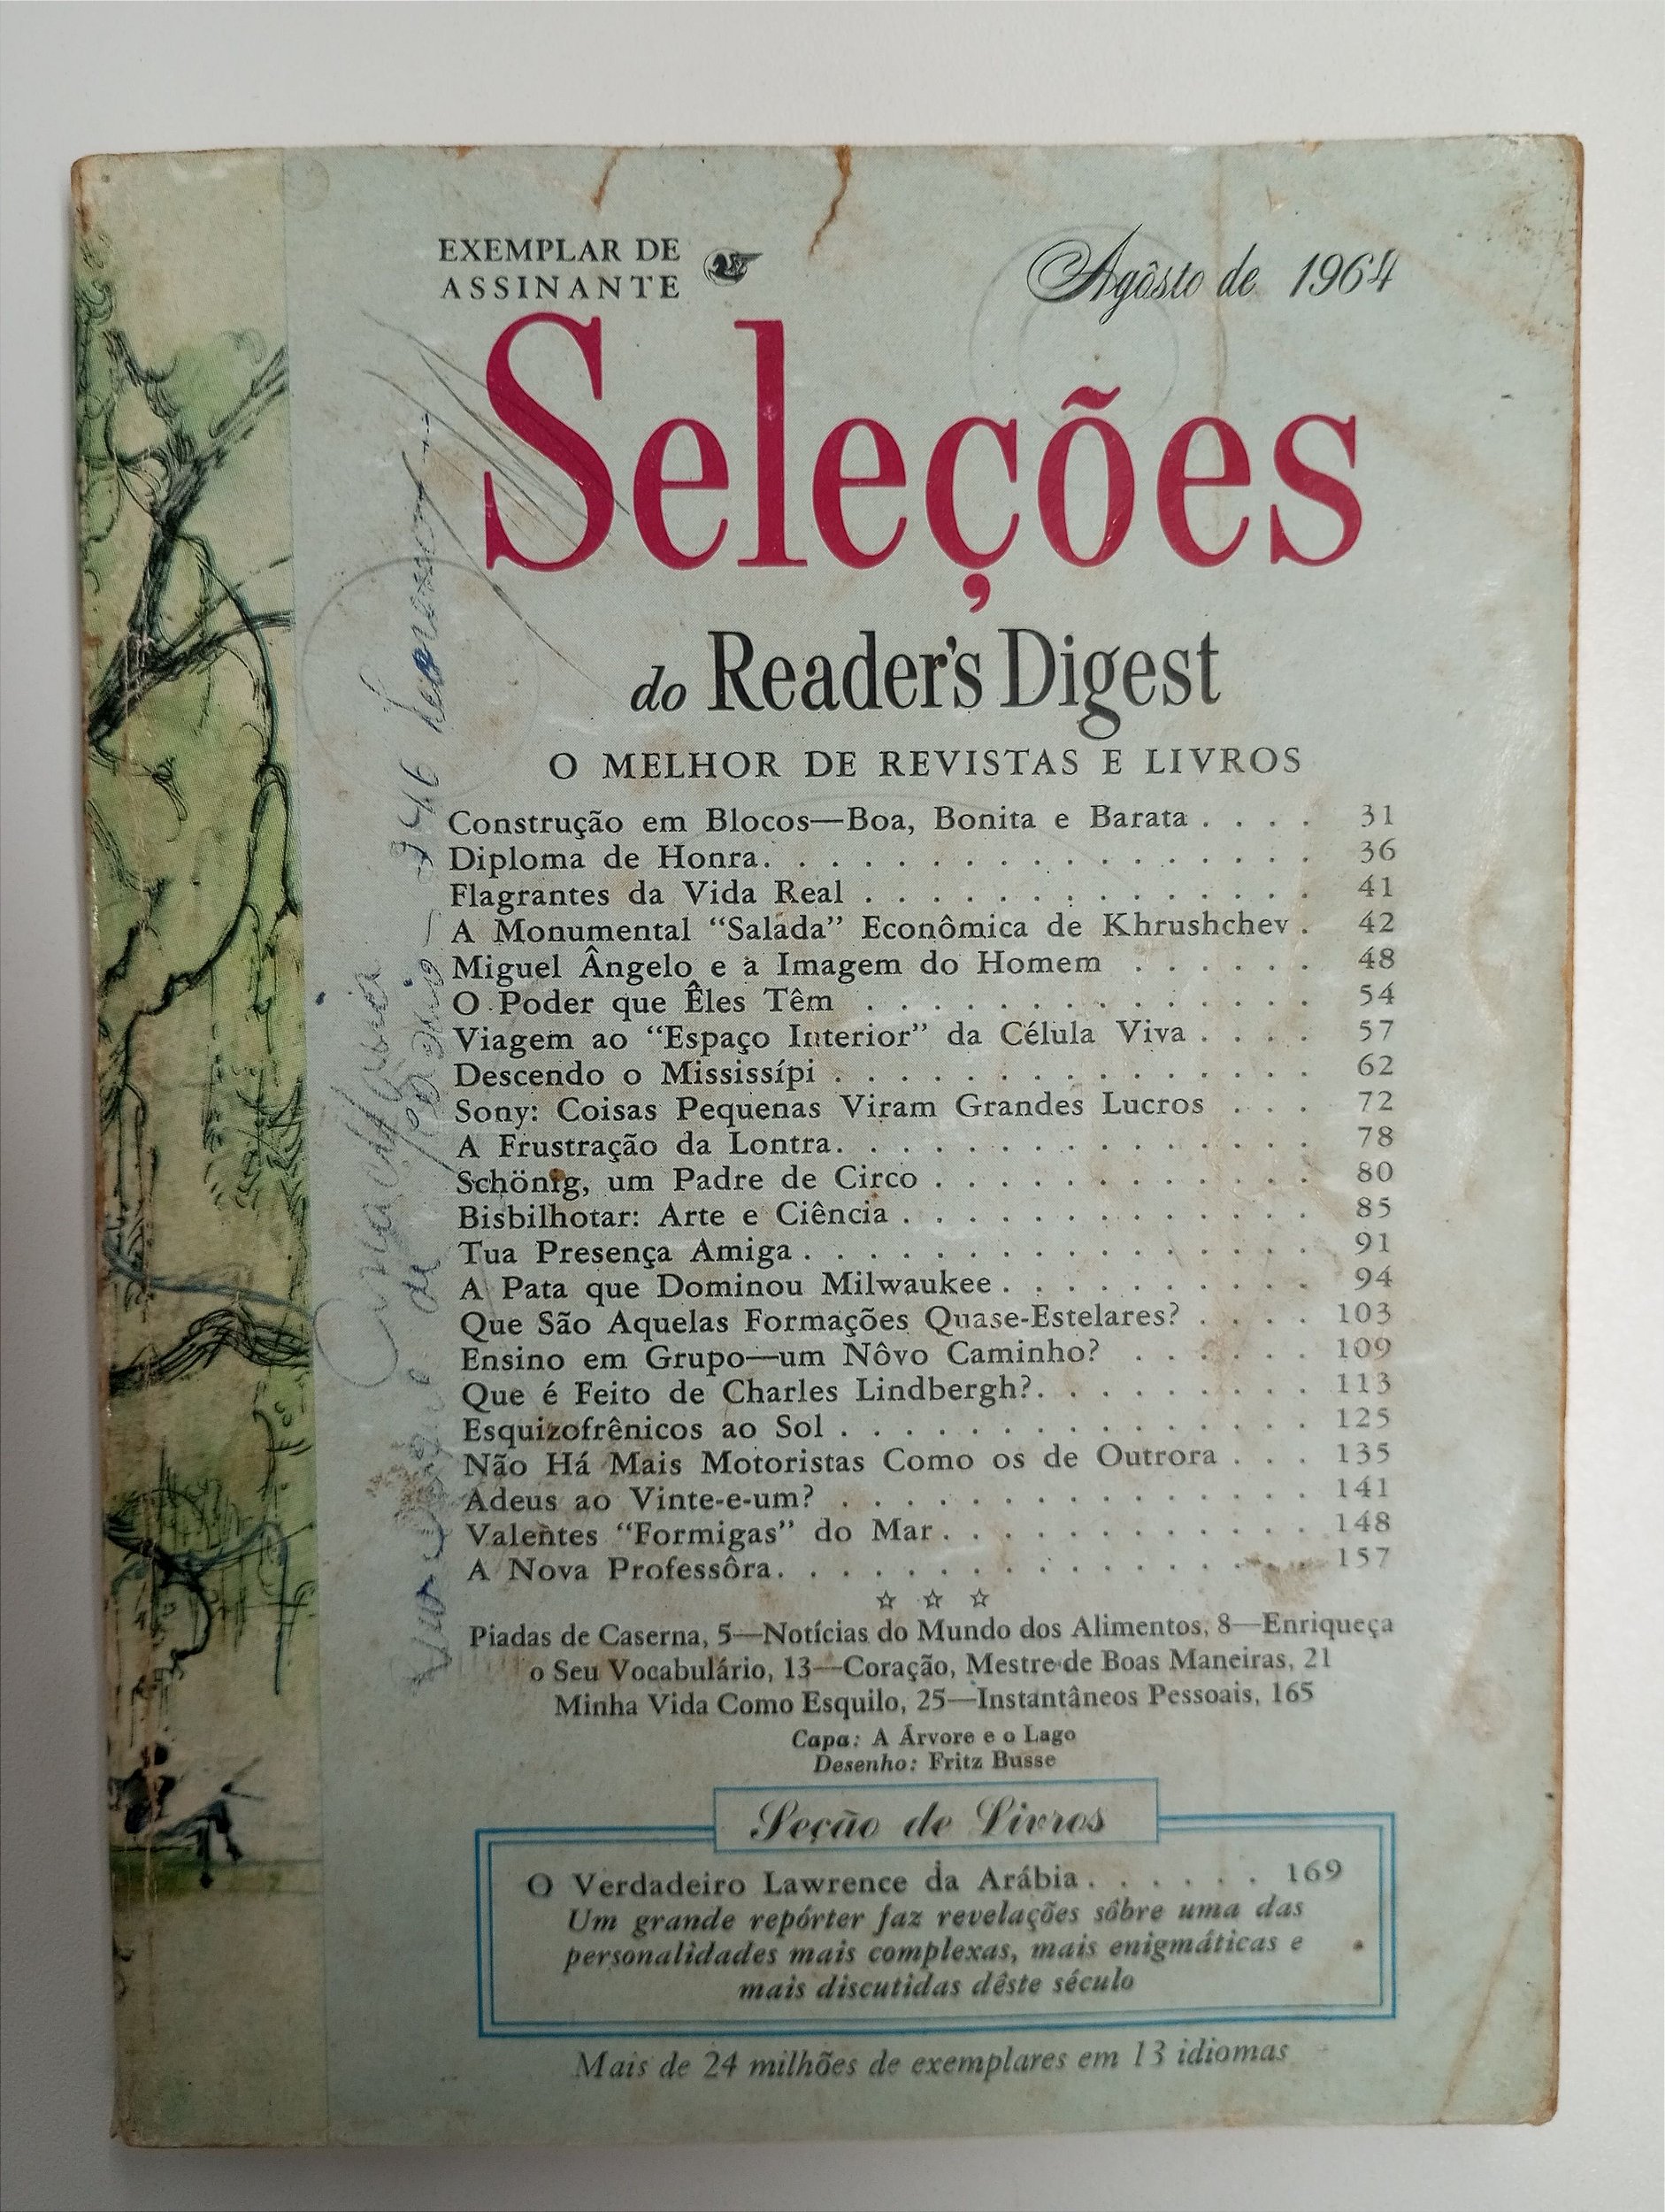 EXEMPLAR DE
ASSINANTE
Agôsto de 1964
Seleções
do Reader's Digest
O MELHOR DE REVISTAS E LIVROS
Construção em Blocos—Boa, Bonita e Barata . . . . 31
Diploma de Honra. . . . . . . . . . . . . . . . . 36
Flagrantes da Vida Real . . . . . . . . . . . . . 41
A Monumental “Salada” Econômica de Khrushchev . 42
Miguel Ângelo e a Imagem do Homem . . . . . . 48
O Poder que Êles Têm . . . . . . . . . . . . . . 54
Viagem ao “Espaço Interior” da Célula Viva . . . . 57
Descendo o Mississípi . . . . . . . . . . . . . . . 62
Sony: Coisas Pequenas Viram Grandes Lucros . . . 72
A Frustração da Lontra. . . . . . . . . . . . . . . 78
Schönig, um Padre de Circo . . . . . . . . . . . . 80
Bisbilhotar: Arte e Ciência . . . . . . . . . . . . . 85
Tua Presença Amiga . . . . . . . . . . . . . . . . 91
A Pata que Dominou Milwaukee . . . . . . . . . . 94
Que São Aquelas Formações Quase-Estelares? . . . . 103
Ensino em Grupo—um Nôvo Caminho? . . . . . . 109
Que é Feito de Charles Lindbergh?. . . . . . . . . 113
Esquizofrênicos ao Sol . . . . . . . . . . . . . . . 125
Não Há Mais Motoristas Como os de Outrora . . . 135
Adeus ao Vinte-e-um? . . . . . . . . . . . . . . . 141
Valentes “Formigas” do Mar. . . . . . . . . . . . 148
A Nova Professôra. . . . . . . . . . . . . . . . . 157
☆ ☆ ☆
Piadas de Caserna, 5—Notícias do Mundo dos Alimentos, 8—Enriqueça
o Seu Vocabulário, 13—Coração, Mestre de Boas Maneiras, 21
Minha Vida Como Esquilo, 25—Instantâneos Pessoais, 165
Capa: A Árvore e o Lago
Desenho: Fritz Busse
Seção de Livros
O Verdadeiro Lawrence da Arábia . . . . . . 169
Um grande repórter faz revelações sôbre uma das
personalidades mais complexas, mais enigmáticas e
mais discutidas dêste século
Mais de 24 milhões de exemplares em 13 idiomas